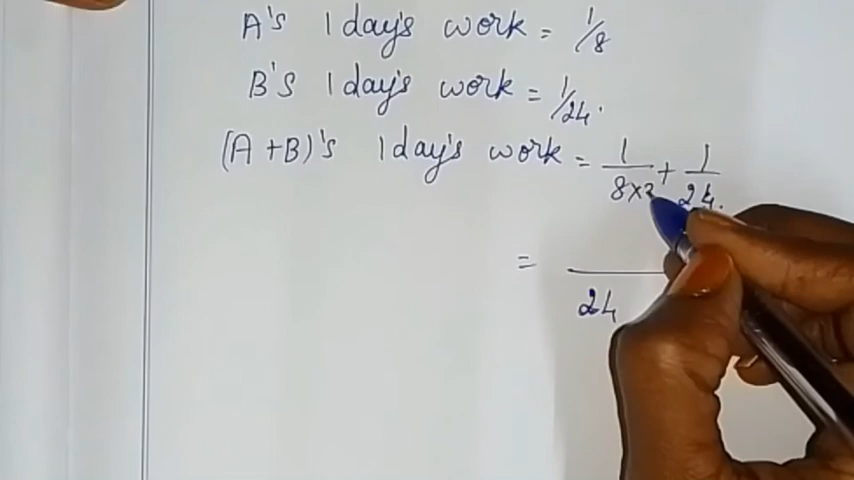 A's 1 day's work = 1/8
B's 1 day's work = 1/24.
(A+B)'s 1 day's work = 1/8×3 + 1/24.
= /24